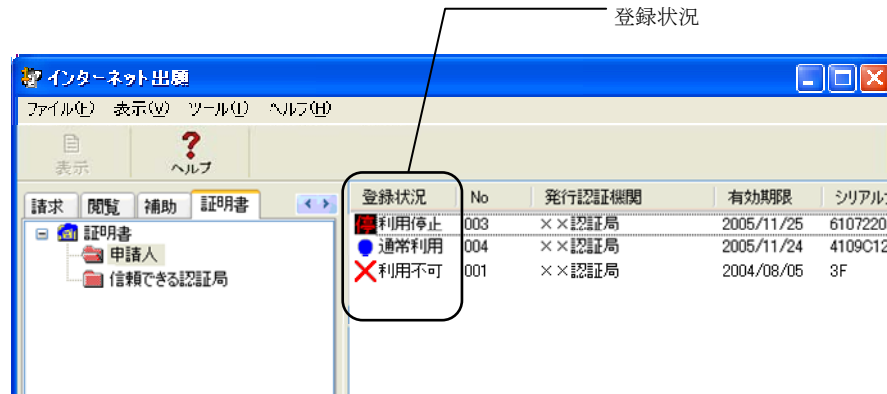 登録状況
インターネット出願
ファイル(F) 表示(V) ツール(T) ヘルプ(H)
表示 ヘルプ
請求 閲覧 補助 証明書
証明書
申請人
信頼できる認証局
登録状況 No 発行認証機関 有効期限 シリアルナ
停 利用停止 003 ××認証局 2005/11/25 6107220
通常利用 004 ××認証局 2005/11/24 4109C12
利用不可 001 ××認証局 2004/08/05 3F